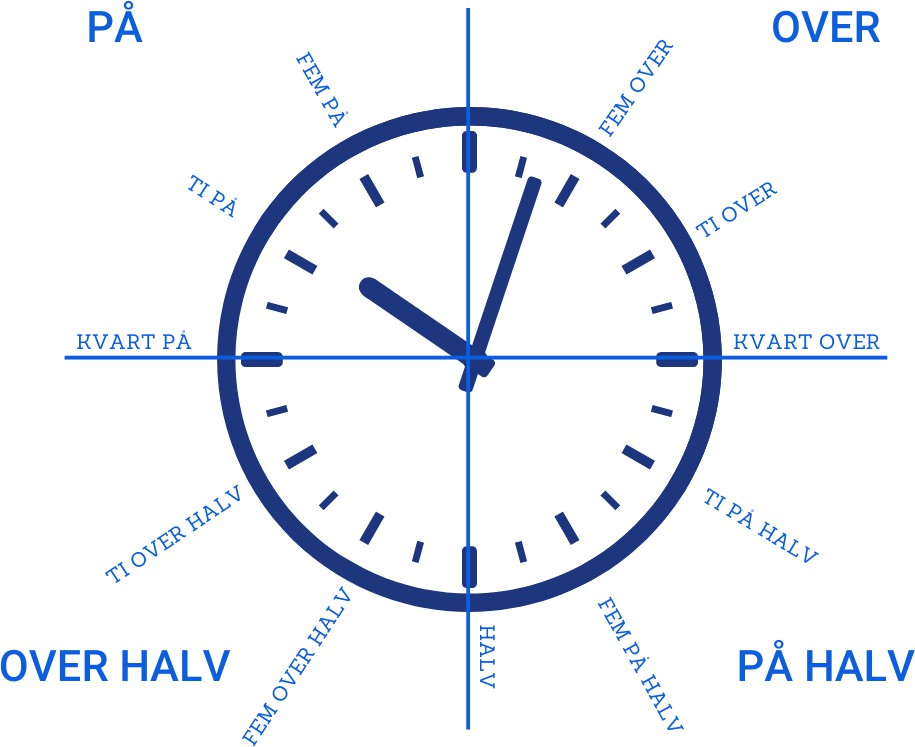 PÅ
OVER
FEM PÅ
FEM OVER
TI PÅ
TI OVER
KVART PÅ
KVART OVER
TI OVER HALV
TI PÅ HALV
FEM OVER HALV
HALV
FEM PÅ HALV
OVER HALV
PÅ HALV